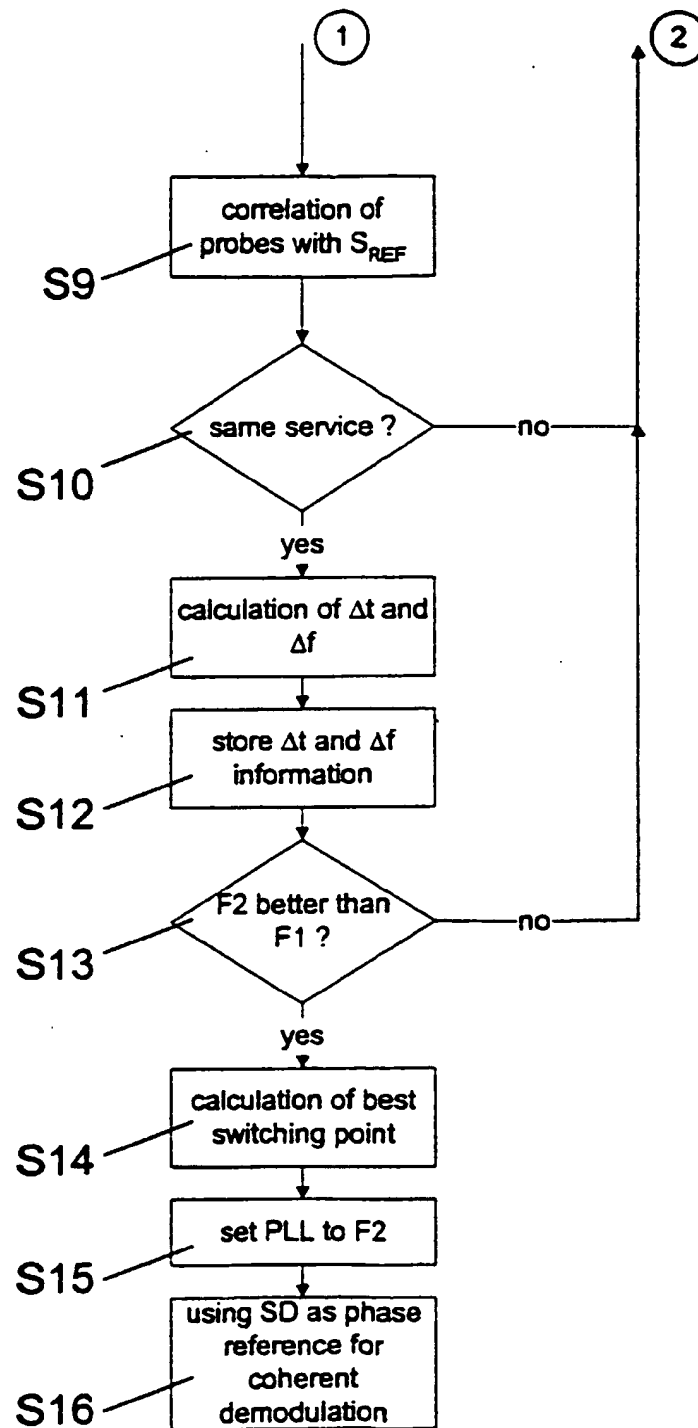 1
2
correlation of
probes with S_REF
S9
same service ?
no
S10
yes
calculation of Δt and
Δf
S11
store Δt and Δf
information
S12
F2 better than
F1 ?
no
S13
yes
calculation of best
switching point
S14
set PLL to F2
S15
using SD as phase
reference for
coherent
demodulation
S16